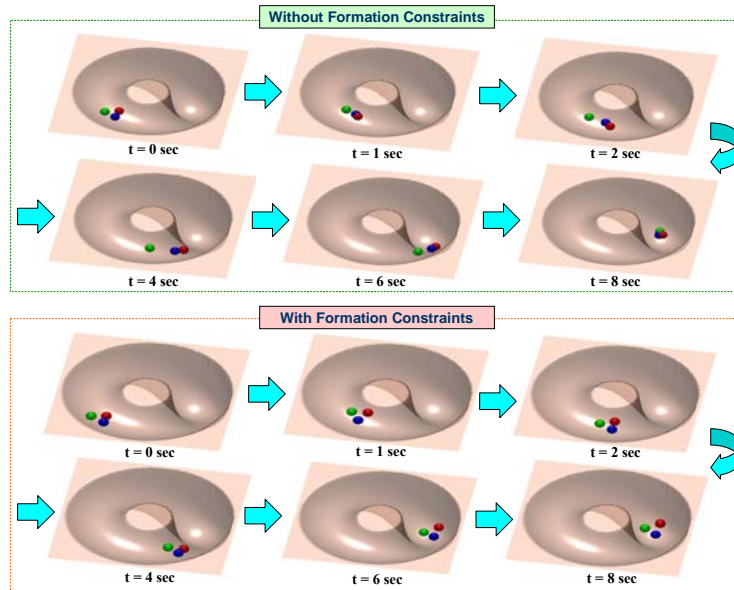 Without Formation Constraints
t = 0 sec
t = 1 sec
t = 2 sec
t = 4 sec
t = 6 sec
t = 8 sec
With Formation Constraints
t = 0 sec
t = 1 sec
t = 2 sec
t = 4 sec
t = 6 sec
t = 8 sec